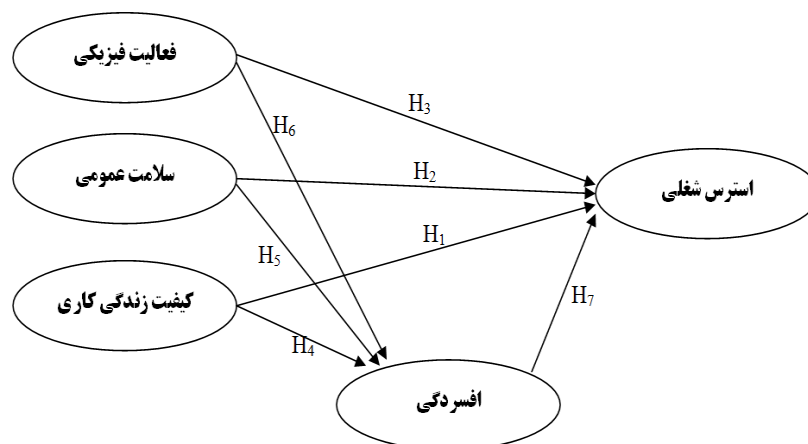 فعالیت فیزیکی
H3
H6
سلامت عمومی
H2
استرس شغلی
H1
H5
کیفیت زندگی کاری
H7
H4
افسردگی